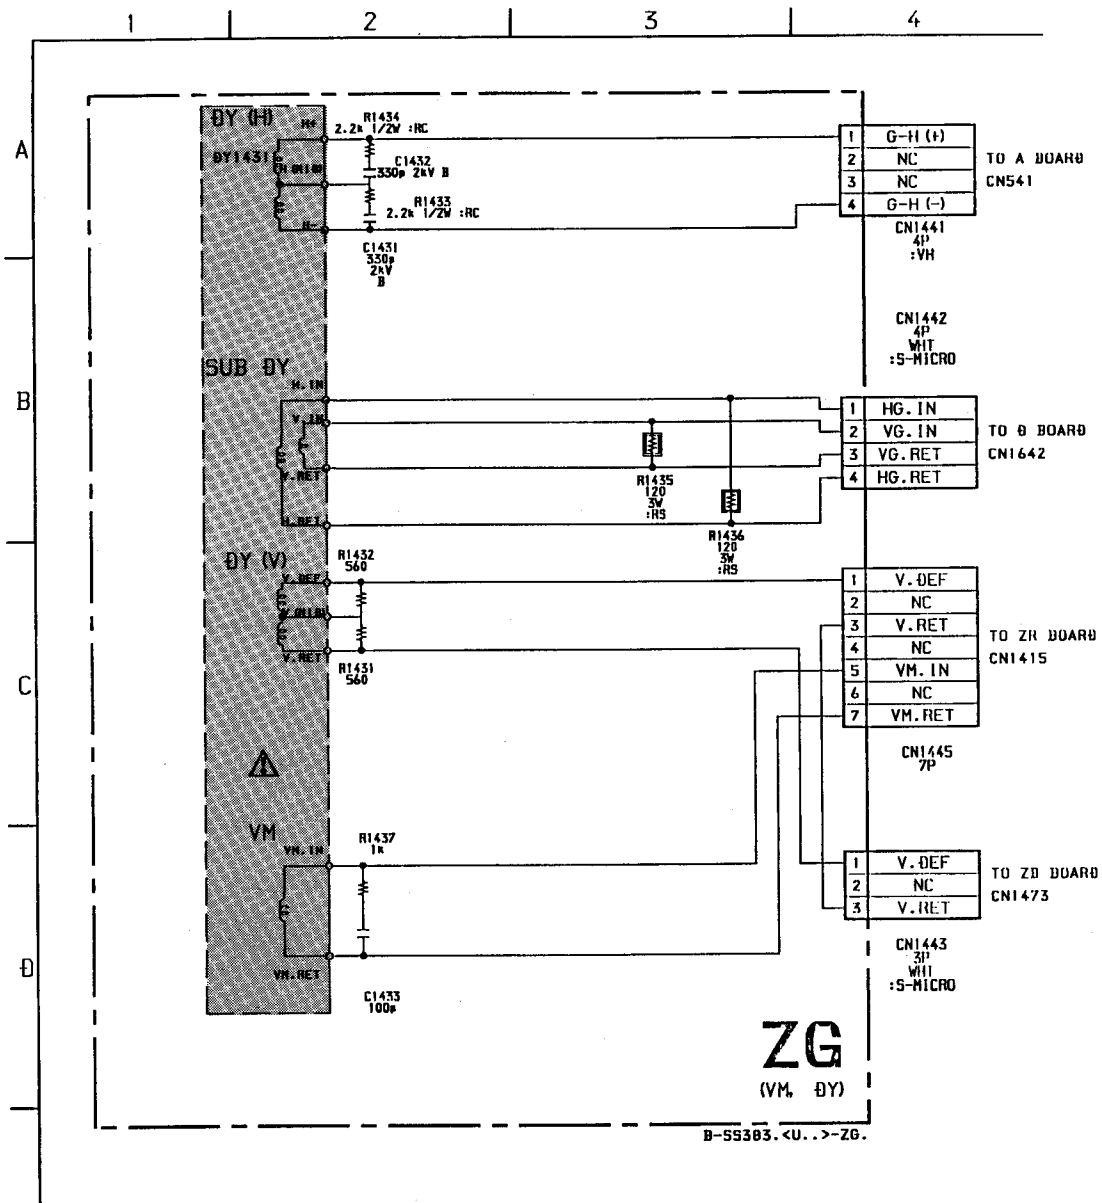 1 2 3 4
A
DY (H)
H+
R1434
2.2k 1/2W :RC
DY1431
C1432
330p 2kV B
R1433
2.2k 1/2W :RC
H-
C1431
330p
2kV
B
1 G-H (+)
2 NC
3 NC
4 G-H (-)
TO A BOARD
CN541
CN1441
4P
:VH
CN1442
4P
WHT
:S-MICRO
B
SUB DY
H.IN
V.IN
V.RET
H.RET
R1435
120
3W
:RS
R1436
120
3W
:RS
1 HG.IN
2 VG.IN
3 VG.RET
4 HG.RET
TO D BOARD
CN1642
C
DY (V)
V.DEF
V.RET
R1432
560
R1431
560
1 V.DEF
2 NC
3 V.RET
4 NC
5 VM.IN
6 NC
7 VM.RET
TO ZR BOARD
CN1415
CN1445
7P
VM
VM.IN
R1437
1k
VM.RET
C1433
100p
1 V.DEF
2 NC
3 V.RET
TO ZD BOARD
CN1473
CN1443
3P
WHT
:S-MICRO
D
ZG
(VM, DY)
B-SS383.<U..>-ZG.